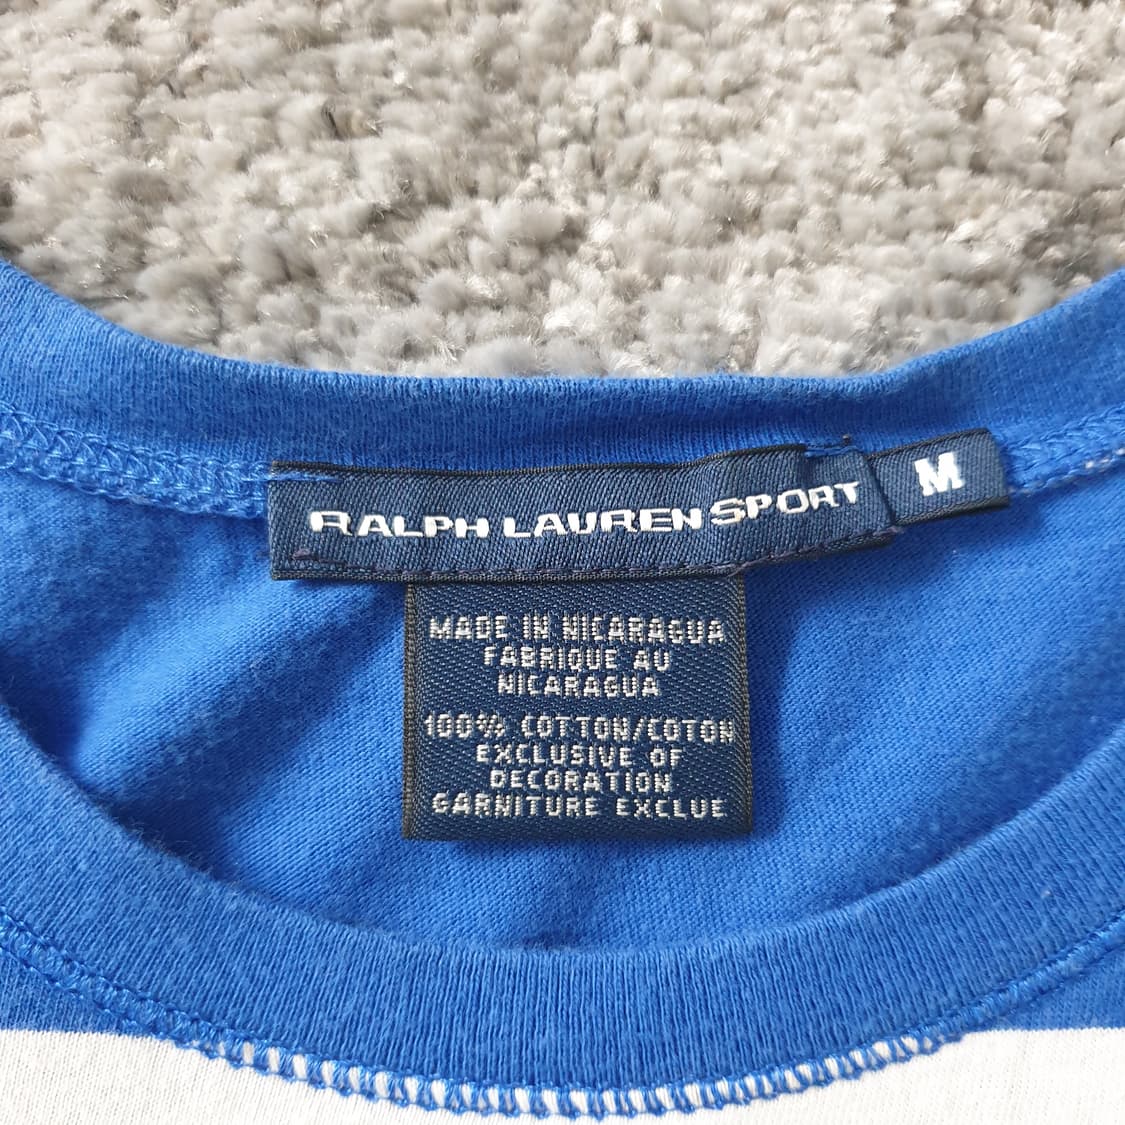 RALPH LAUREN SPORT
M
MADE IN NICARAGUA
FABRIQUE AU
NICARAGUA
100% COTTON/COTON
EXCLUSIVE OF
DECORATION
GARNITURE EXCLUE